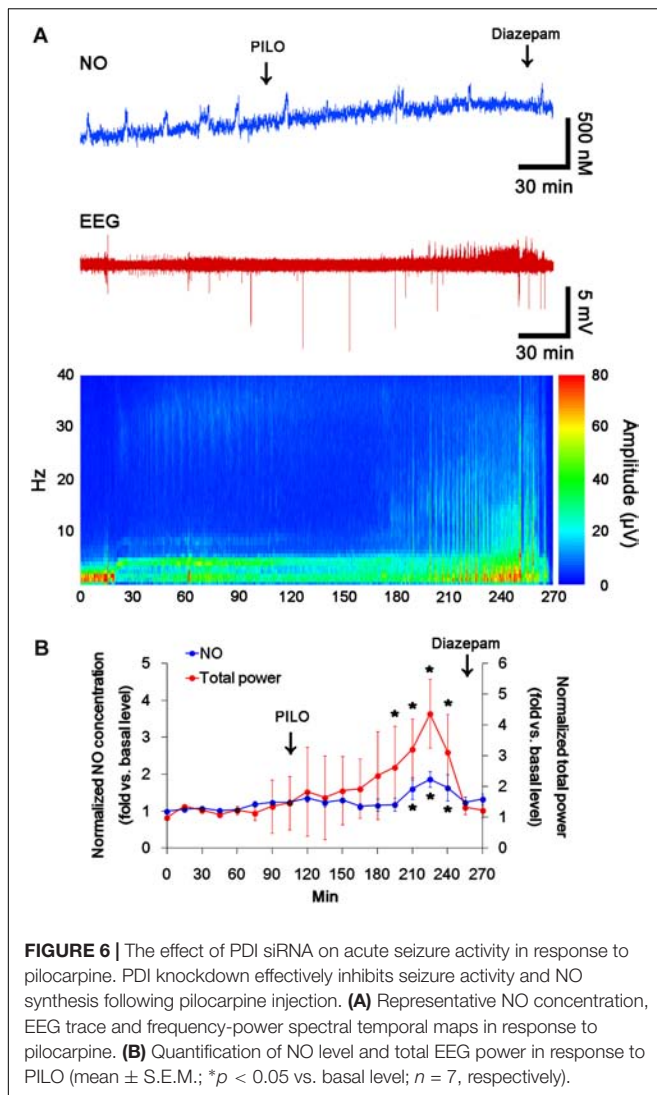 A
NO
PILO
Diazepam
500 nM
30 min
EEG
5 mV
30 min
40
30
20
10
Hz
0 30 60 90 120 150 180 210 240 270
80
60
40
20
0
Amplitude (µV)
B
NO
Total power
PILO
Diazepam
Normalized NO concentration
(fold vs. basal level)
5
4
3
2
1
0
6
5
4
3
2
1
0
Normalized total power
(fold vs. basal level)
* * * *
* * *
0 30 60 90 120 150 180 210 240 270
Min
FIGURE 6 | The effect of PDI siRNA on acute seizure activity in response to
pilocarpine. PDI knockdown effectively inhibits seizure activity and NO
synthesis following pilocarpine injection. (A) Representative NO concentration,
EEG trace and frequency-power spectral temporal maps in response to
pilocarpine. (B) Quantification of NO level and total EEG power in response to
PILO (mean ± S.E.M.; *p < 0.05 vs. basal level; n = 7, respectively).